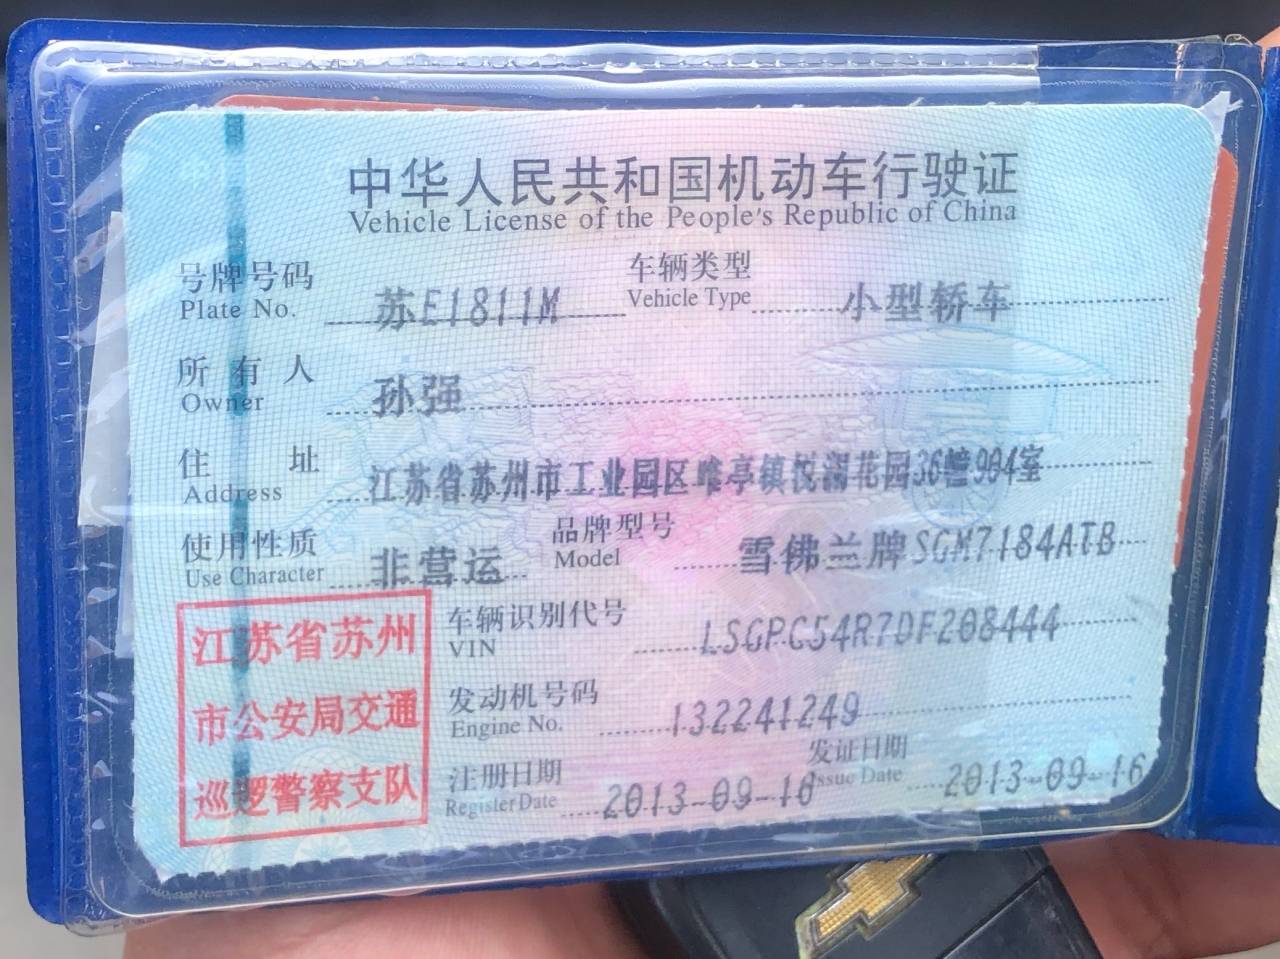 中华人民共和国机动车行驶证
Vehicle License of the People's Republic of China
号牌号码 苏E1811M 车辆类型 小型轿车
Plate No. Vehicle Type
所有人 孙强
Owner
住址 江苏省苏州市工业园区唯亭镇悦澜花园36幢904室
Address
使用性质 非营运 品牌型号 雪佛兰牌SGM7184ATB
Use Character Model
江苏省苏州
市公安局交通
巡逻警察支队
车辆识别代号 LSGPC54R7DF208444
VIN
发动机号码 132241249
Engine No.
注册日期 2013-09-16 发证日期 2013-09-16
Register Date Issue Date